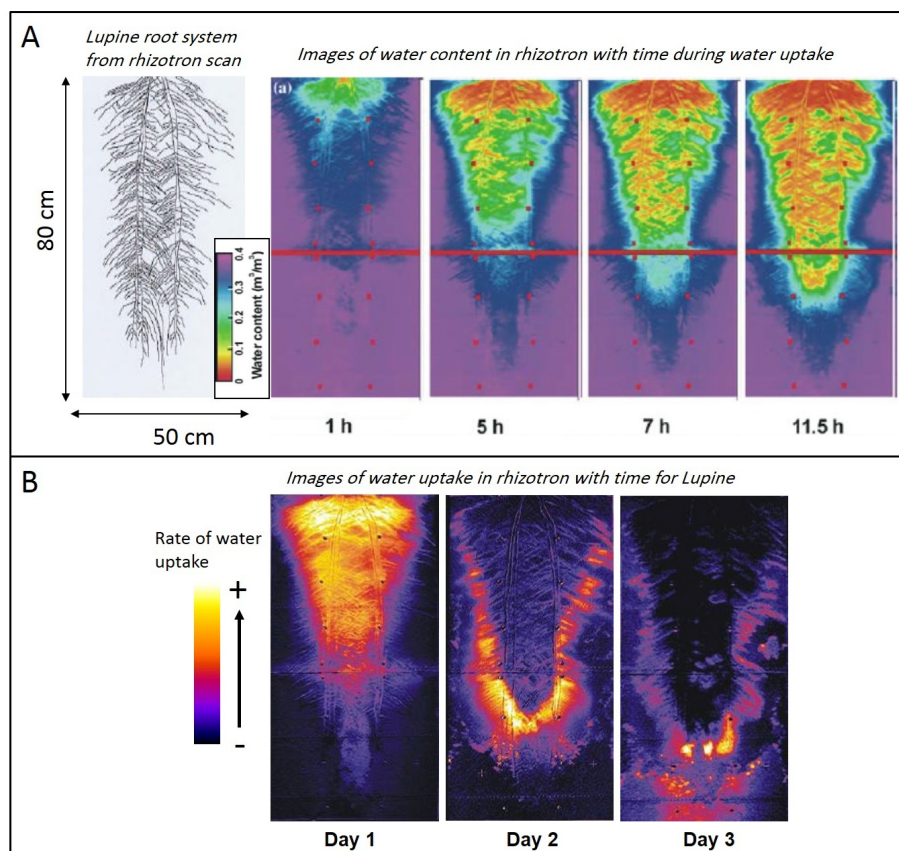 A
Lupine root system
from rhizotron scan
Images of water content in rhizotron with time during water uptake
(a)
80 cm
50 cm
0 0.1 0.2 0.3 0.4
Water content (m³/m³)
1 h
5 h
7 h
11.5 h
B
Images of water uptake in rhizotron with time for Lupine
Rate of water
uptake
+
-
Day 1
Day 2
Day 3